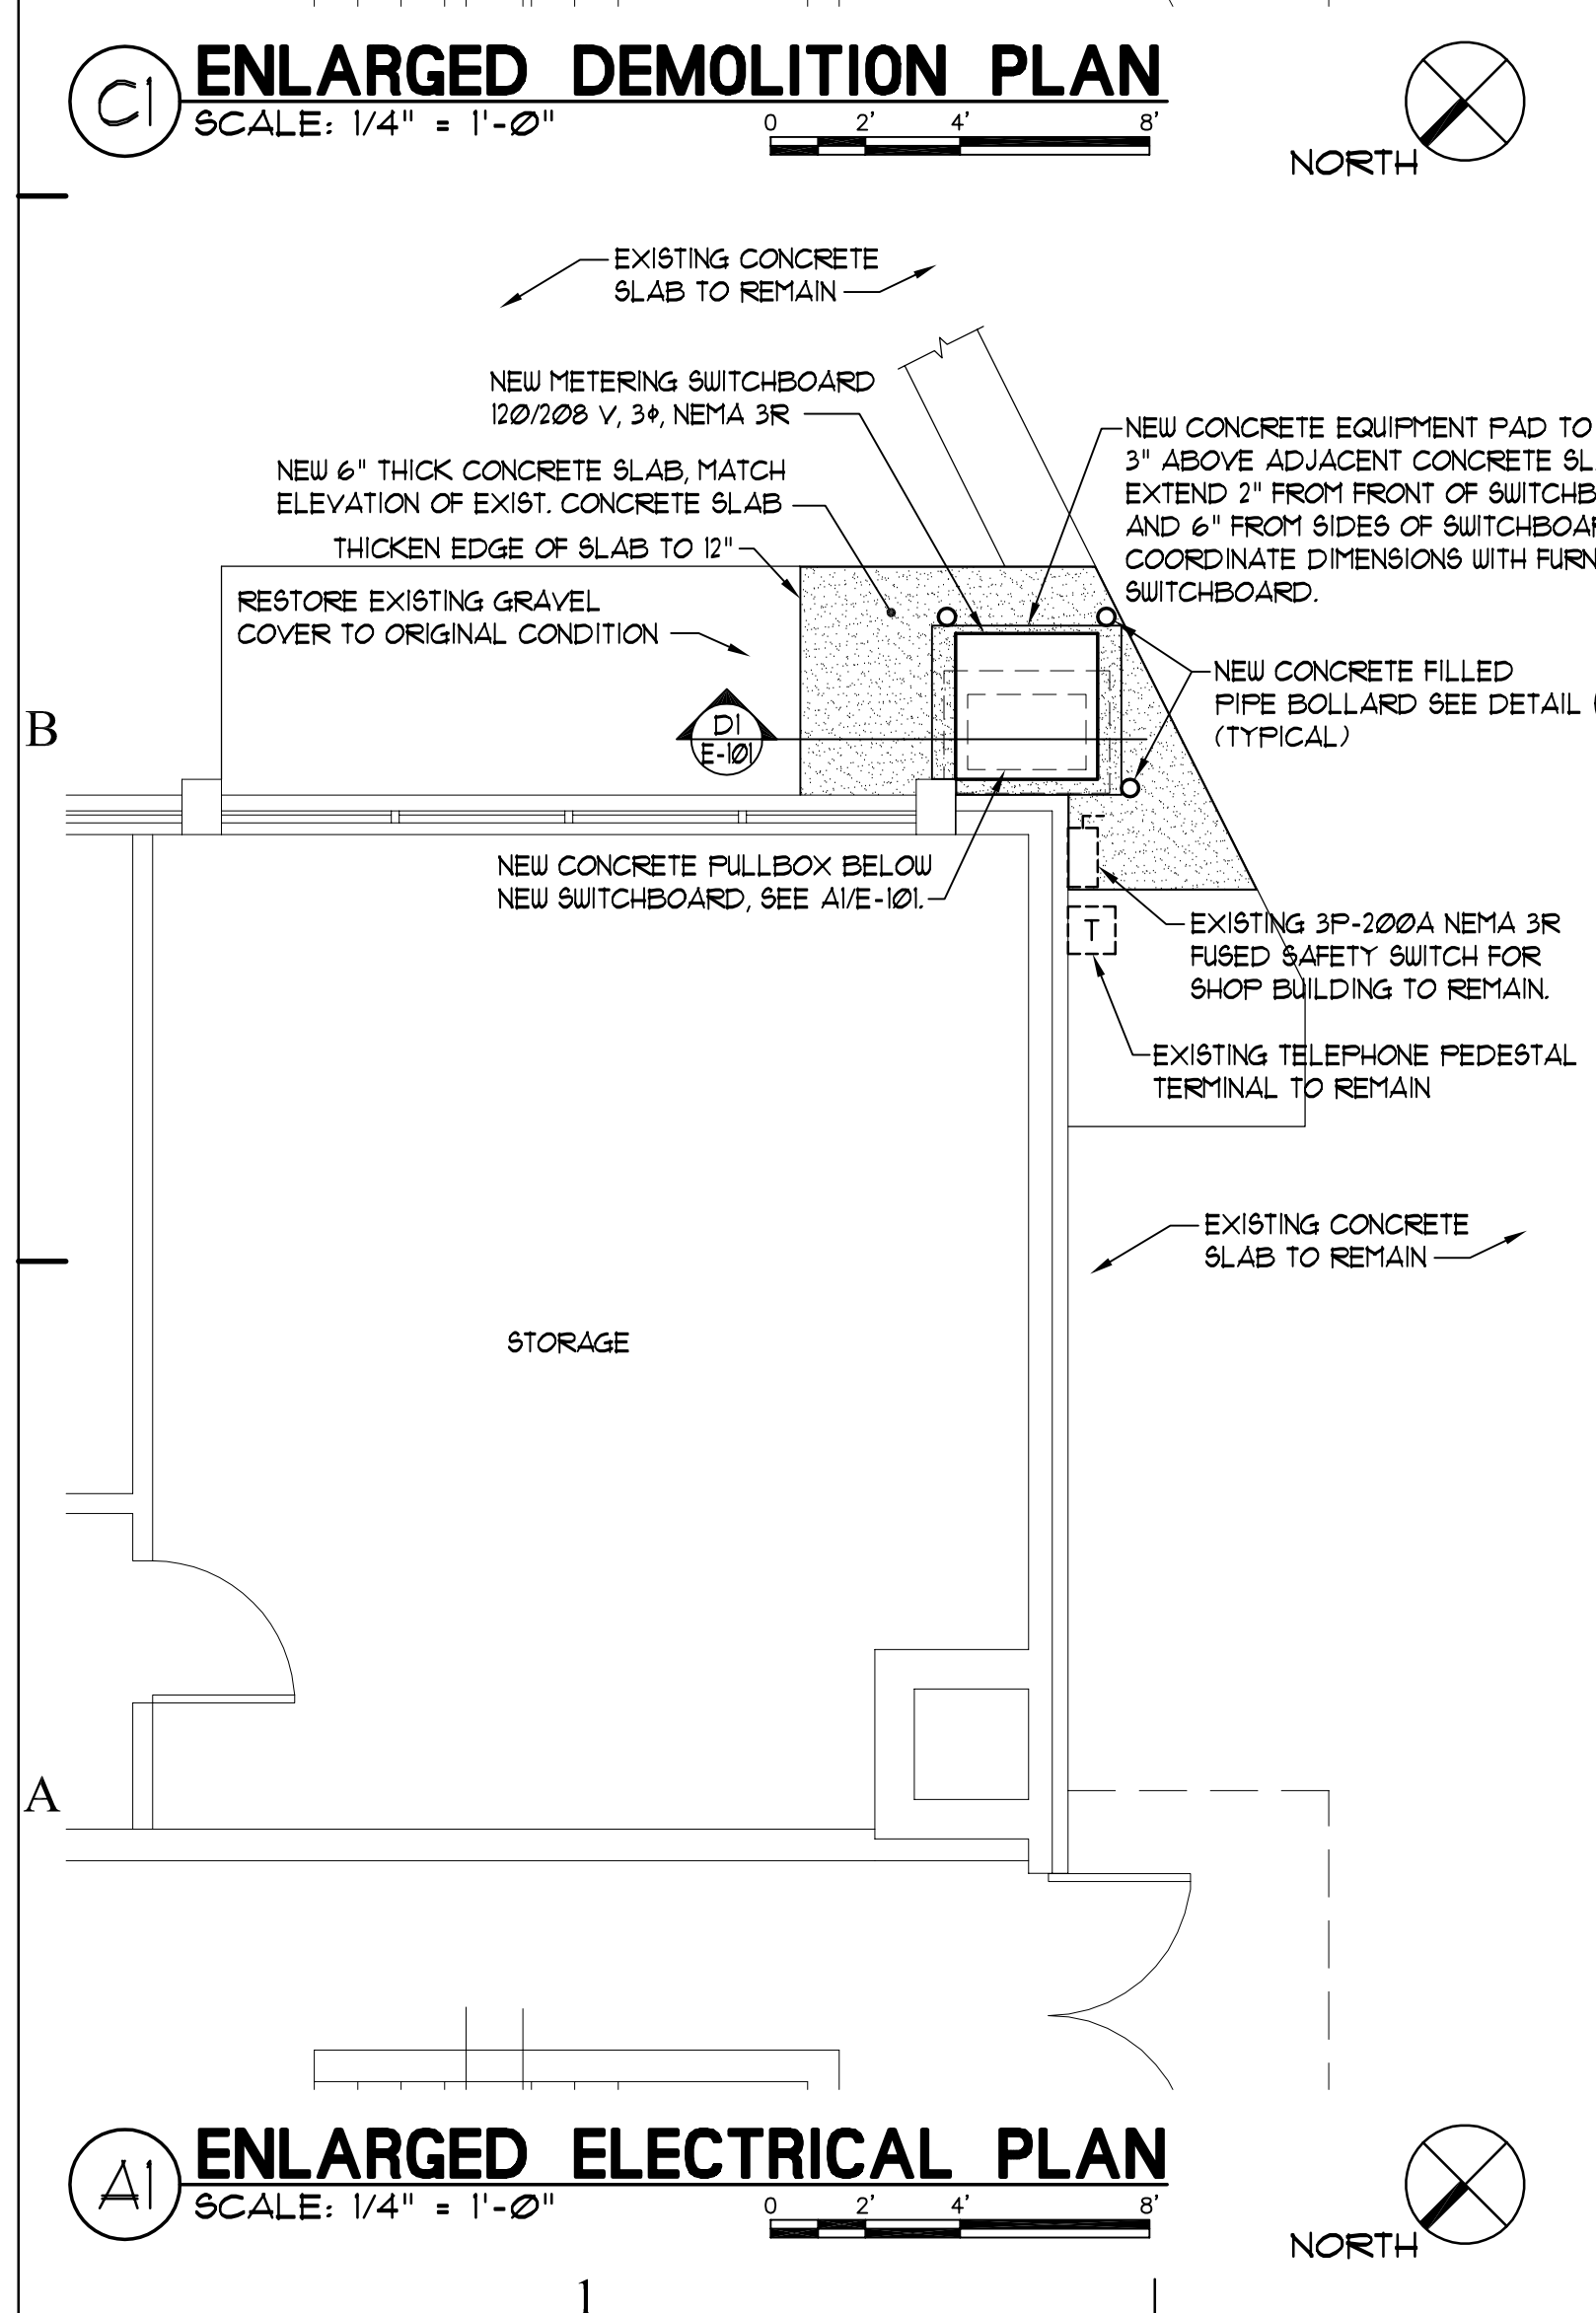 C1
ENLARGED DEMOLITION PLAN
SCALE: 1/4" = 1'-0"
0 2' 4' 8'
NORTH
EXISTING CONCRETE
SLAB TO REMAIN
NEW METERING SWITCHBOARD
120/208 V, 3ϕ, NEMA 3R
NEW CONCRETE EQUIPMENT PAD TO
3" ABOVE ADJACENT CONCRETE
EXTEND 2" FROM FRONT OF
AND 6" FROM SIDES OF
COORDINATE DIMENSIONS WITH
SWITCHBOARD.
NEW 6" THICK CONCRETE SLAB, MATCH
ELEVATION OF EXIST. CONCRETE SLAB
THICKEN EDGE OF SLAB TO 12"
RESTORE EXISTING GRAVEL
COVER TO ORIGINAL CONDITION
NEW CONCRETE FILLED
PIPE BOLLARD SEE DETAIL
(TYPICAL)
B
D1
E-101
NEW CONCRETE PULLBOX BELOW
NEW SWITCHBOARD, SEE A1/E-101.
T
EXISTING 3P-200A NEMA 3R
FUSED SAFETY SWITCH FOR
SHOP BUILDING TO REMAIN.
EXISTING TELEPHONE PEDESTAL
TERMINAL TO REMAIN
EXISTING CONCRETE
SLAB TO REMAIN
STORAGE
A
A1
ENLARGED ELECTRICAL PLAN
SCALE: 1/4" = 1'-0"
0 2' 4' 8'
NORTH
1